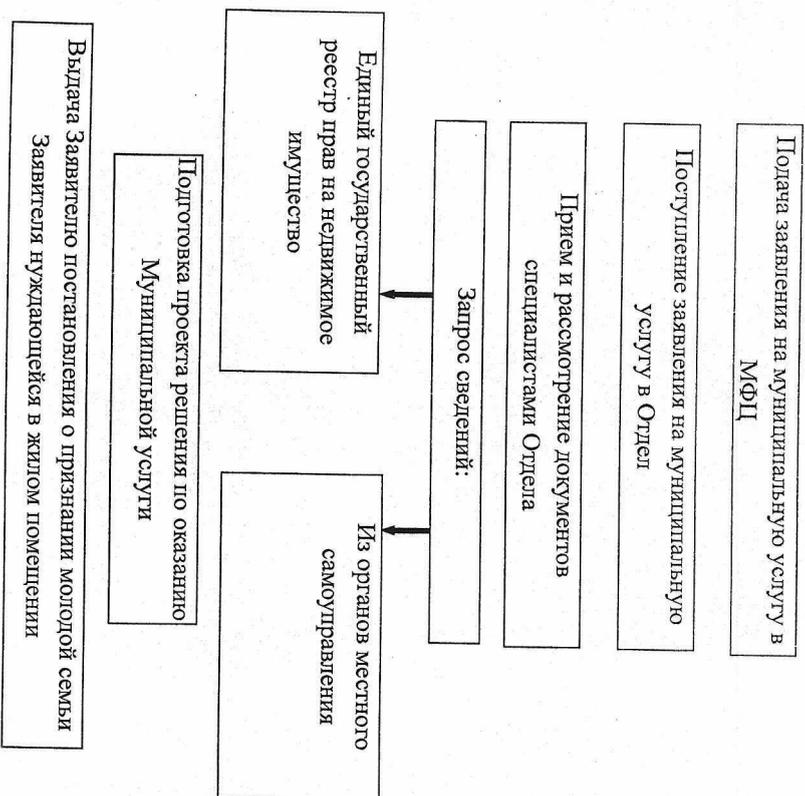 Подача заявления на муниципальную услугу в
МФЦ
Поступление заявления на муниципальную
услугу в Отдел
Прием и рассмотрение документов
специалистами Отдела
Запрос сведений:
Единый государственный
реестр прав на недвижимое
имущество
Из органов местного
самоуправления
Подготовка проекта решения по оказанию
Муниципальной услуги
Выдача Заявителю постановления о признании молодой семьи
Заявителя нуждающейся в жилом помещении